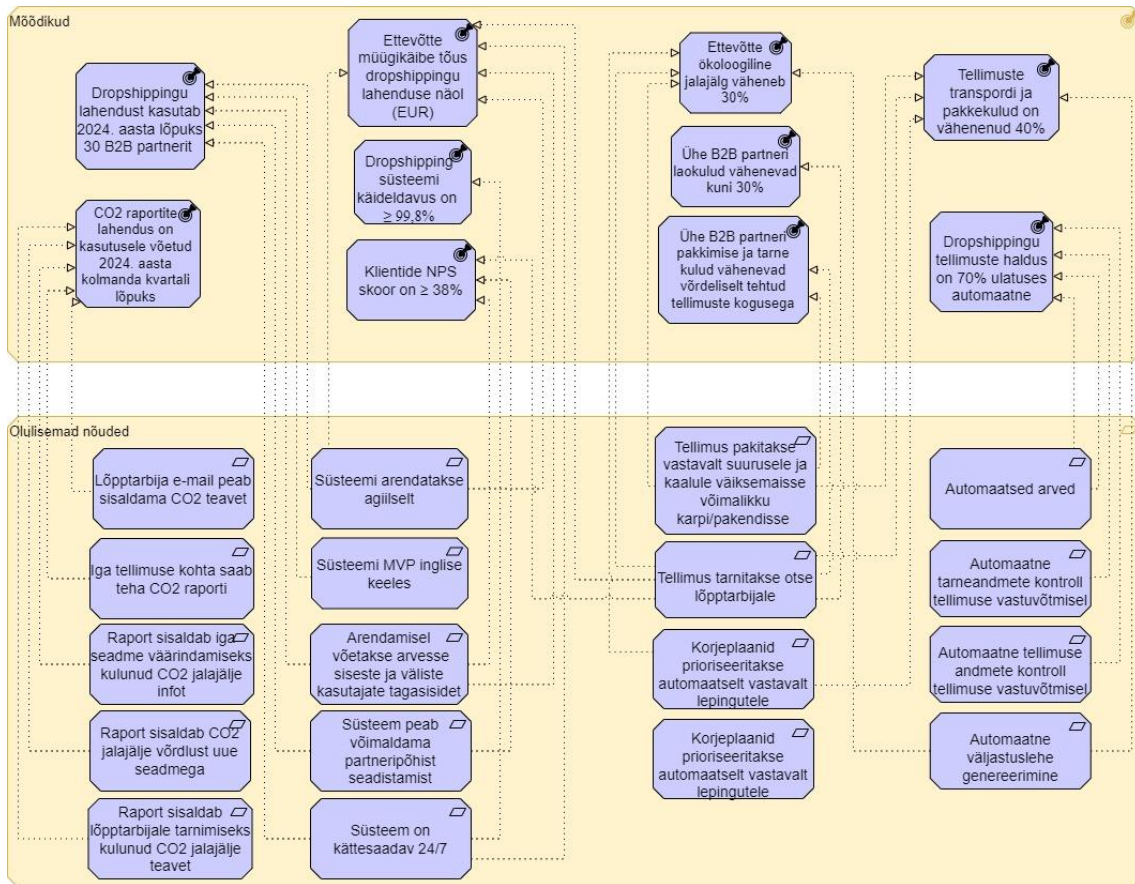 Mõõdikud
Dropshippingu
lahendust kasutab
2024. aasta lõpuks
30 B2B partnerit
Ettevõtte
müügikäibe tõus
dropshippingu
lahenduse näol
(EUR)
Ettevõtte
ökoloogiline
jalajälg väheneb
30%
Tellimuste
transpordi ja
pakkekulud on
vähenenud 40%
Dropshipping
süsteemi
käideldavus on
≥ 99,8%
Ühe B2B partneri
laokulud vähenevad
kuni 30%
CO2 raportite
lahendus on
kasutusele võetud
2024. aasta
kolmanda kvartali
lõpuks
Klientide NPS
skoor on ≥ 38%
Ühe B2B partneri
pakkimise ja tarne
kulud vähenevad
võrdeliselt tehtud
tellimuste kogusega
Dropshippingu
tellimuste haldus
on 70% ulatuses
automaatne
Olulisemad nõuded
Lõpptarbija e-mail peab
sisaldama CO2 teavet
Süsteemi arendatakse
agiilselt
Tellimus pakitakse
vastavalt suurusele ja
kaalule väiksemaisse
võimalikku
karpi/pakendisse
Automaatsed arved
Iga tellimuse kohta saab
teha CO2 raporti
Süsteemi MVP inglise
keeles
Tellimus tarnitakse otse
lõpptarbijale
Automaatne
tarneandmete kontroll
tellimuse vastuvõtmisel
Raport sisaldab iga
seadme väärindamiseks
kulunud CO2 jalajälje
infot
Arendamisel
võetakse arvesse
siseste ja väliste
kasutajate tagasisidet
Korjeplaanid
prioriseeritakse
automaatselt vastavalt
lepingutele
Automaatne tellimuse
andmete kontroll
tellimuse vastuvõtmisel
Raport sisaldab CO2
jalajälje võrdlust uue
seadmega
Süsteem peab
võimaldama
partneripõhist
seadistamist
Korjeplaanid
prioriseeritakse
automaatselt vastavalt
lepingutele
Automaatne
väljastuslehe
genereerimine
Raport sisaldab
lõpptarbijale tarnimiseks
kulunud CO2 jalajälje
teavet
Süsteem on
kättesaadav 24/7